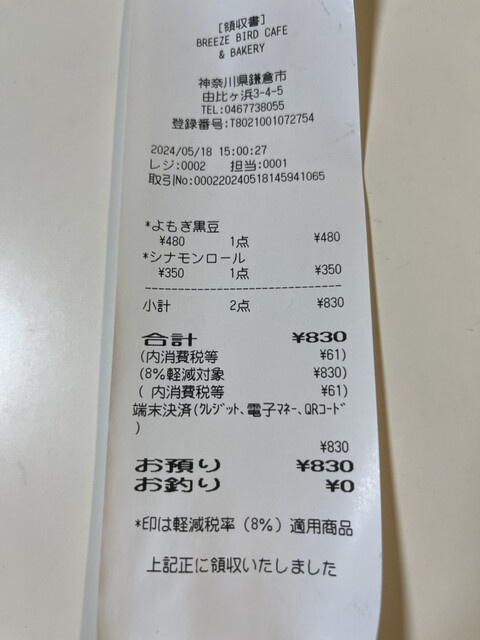 [領収書]
BREEZE BIRD CAFE
& BAKERY
神奈川県鎌倉市
由比ヶ浜3-4-5
TEL:0467738055
登録番号:T8021001072754
2024/05/18 15:00:27
レジ:0002 担当:0001
取引No:000220240518145941065
*よもぎ黒豆
¥480 1点 ¥480
*シナモンロール
¥350 1点 ¥350
--------------------------------
小計 2点 ¥830
合計 ¥830
(内消費税等 ¥61)
(8%軽減対象 ¥830)
( 内消費税等 ¥61)
端末決済(ｸﾚｼﾞｯﾄ、電子ﾏﾈｰ、QRｺｰﾄﾞ
)
¥830
お預り ¥830
お釣り ¥0
*印は軽減税率(8%)適用商品
上記正に領収いたしました